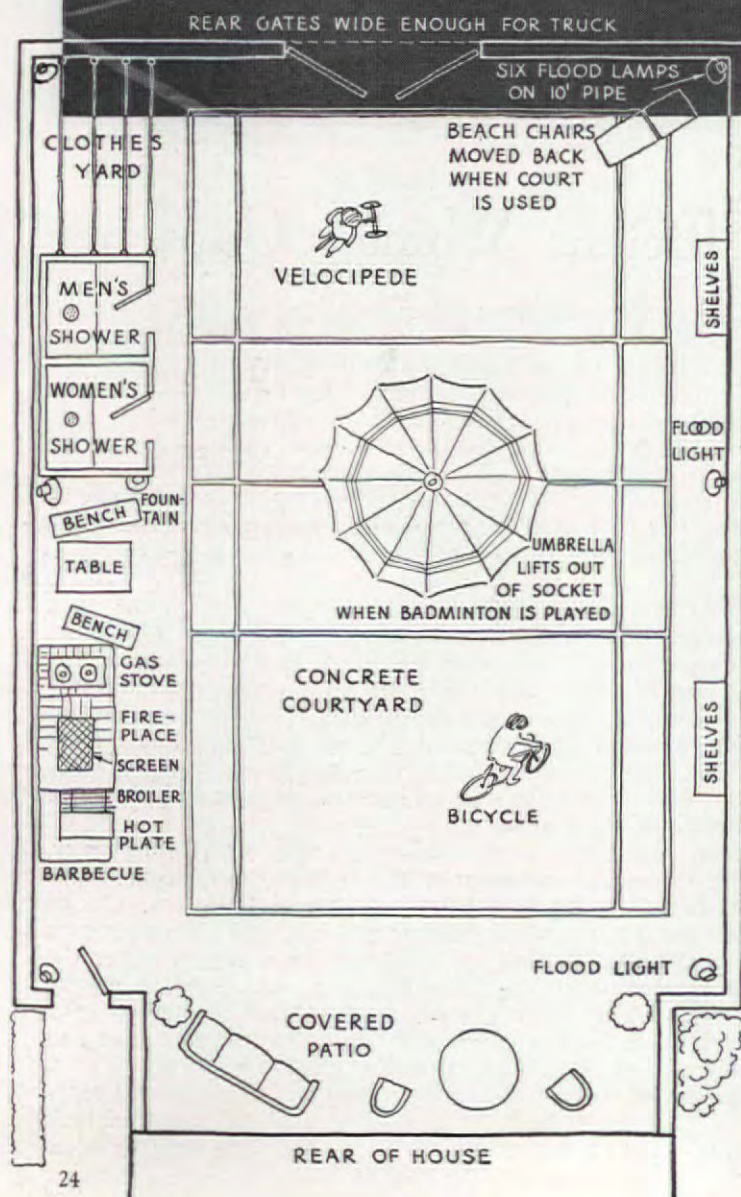 REAR GATES WIDE ENOUGH FOR TRUCK
SIX FLOOD LAMPS
ON 10' PIPE
CLOTHES
YARD
BEACH CHAIRS
MOVED BACK
WHEN COURT
IS USED
VELOCIPEDE
MEN'S
SHOWER
SHELVES
WOMEN'S
SHOWER
FLOOD
LIGHT
BENCH
FOUN-
TAIN
TABLE
UMBRELLA
LIFTS OUT
OF SOCKET
WHEN BADMINTON IS PLAYED
BENCH
GAS
STOVE
FIRE-
PLACE
SCREEN
BROILER
HOT
PLATE
BARBECUE
CONCRETE
COURTYARD
BICYCLE
SHELVES
FLOOD LIGHT
COVERED
PATIO
REAR OF HOUSE
24